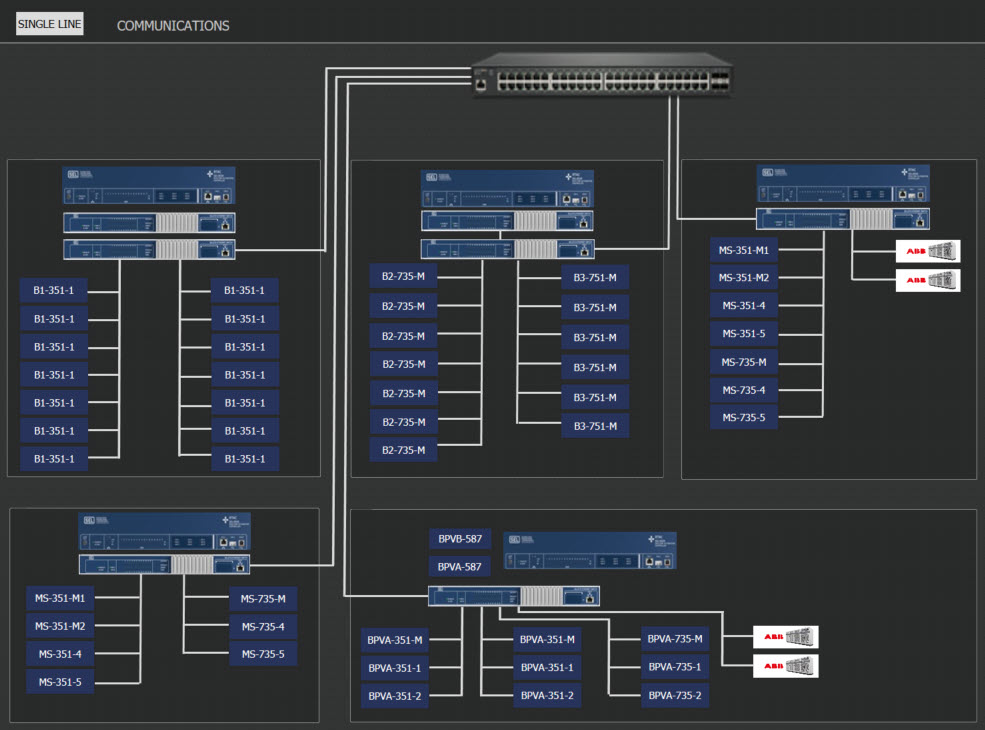 SINGLE LINE
COMMUNICATIONS
SEL
B1-351-1
B1-351-1
B1-351-1
B1-351-1
B1-351-1
B1-351-1
B1-351-1
B1-351-1
B1-351-1
B1-351-1
B1-351-1
B1-351-1
B1-351-1
B1-351-1
SEL
B2-735-M
B2-735-M
B2-735-M
B2-735-M
B2-735-M
B2-735-M
B2-735-M
B3-751-M
B3-751-M
B3-751-M
B3-751-M
B3-751-M
B3-751-M
SEL
MS-351-M1
MS-351-M2
MS-351-4
MS-351-5
MS-735-M
MS-735-4
MS-735-5
ABB
ABB
SEL
MS-351-M1
MS-351-M2
MS-351-4
MS-351-5
MS-735-M
MS-735-4
MS-735-5
BPVB-587
BPVA-587
SEL
BPVA-351-M
BPVA-351-1
BPVA-351-2
BPVA-351-M
BPVA-351-1
BPVA-351-2
BPVA-735-M
BPVA-735-1
BPVA-735-2
ABB
ABB